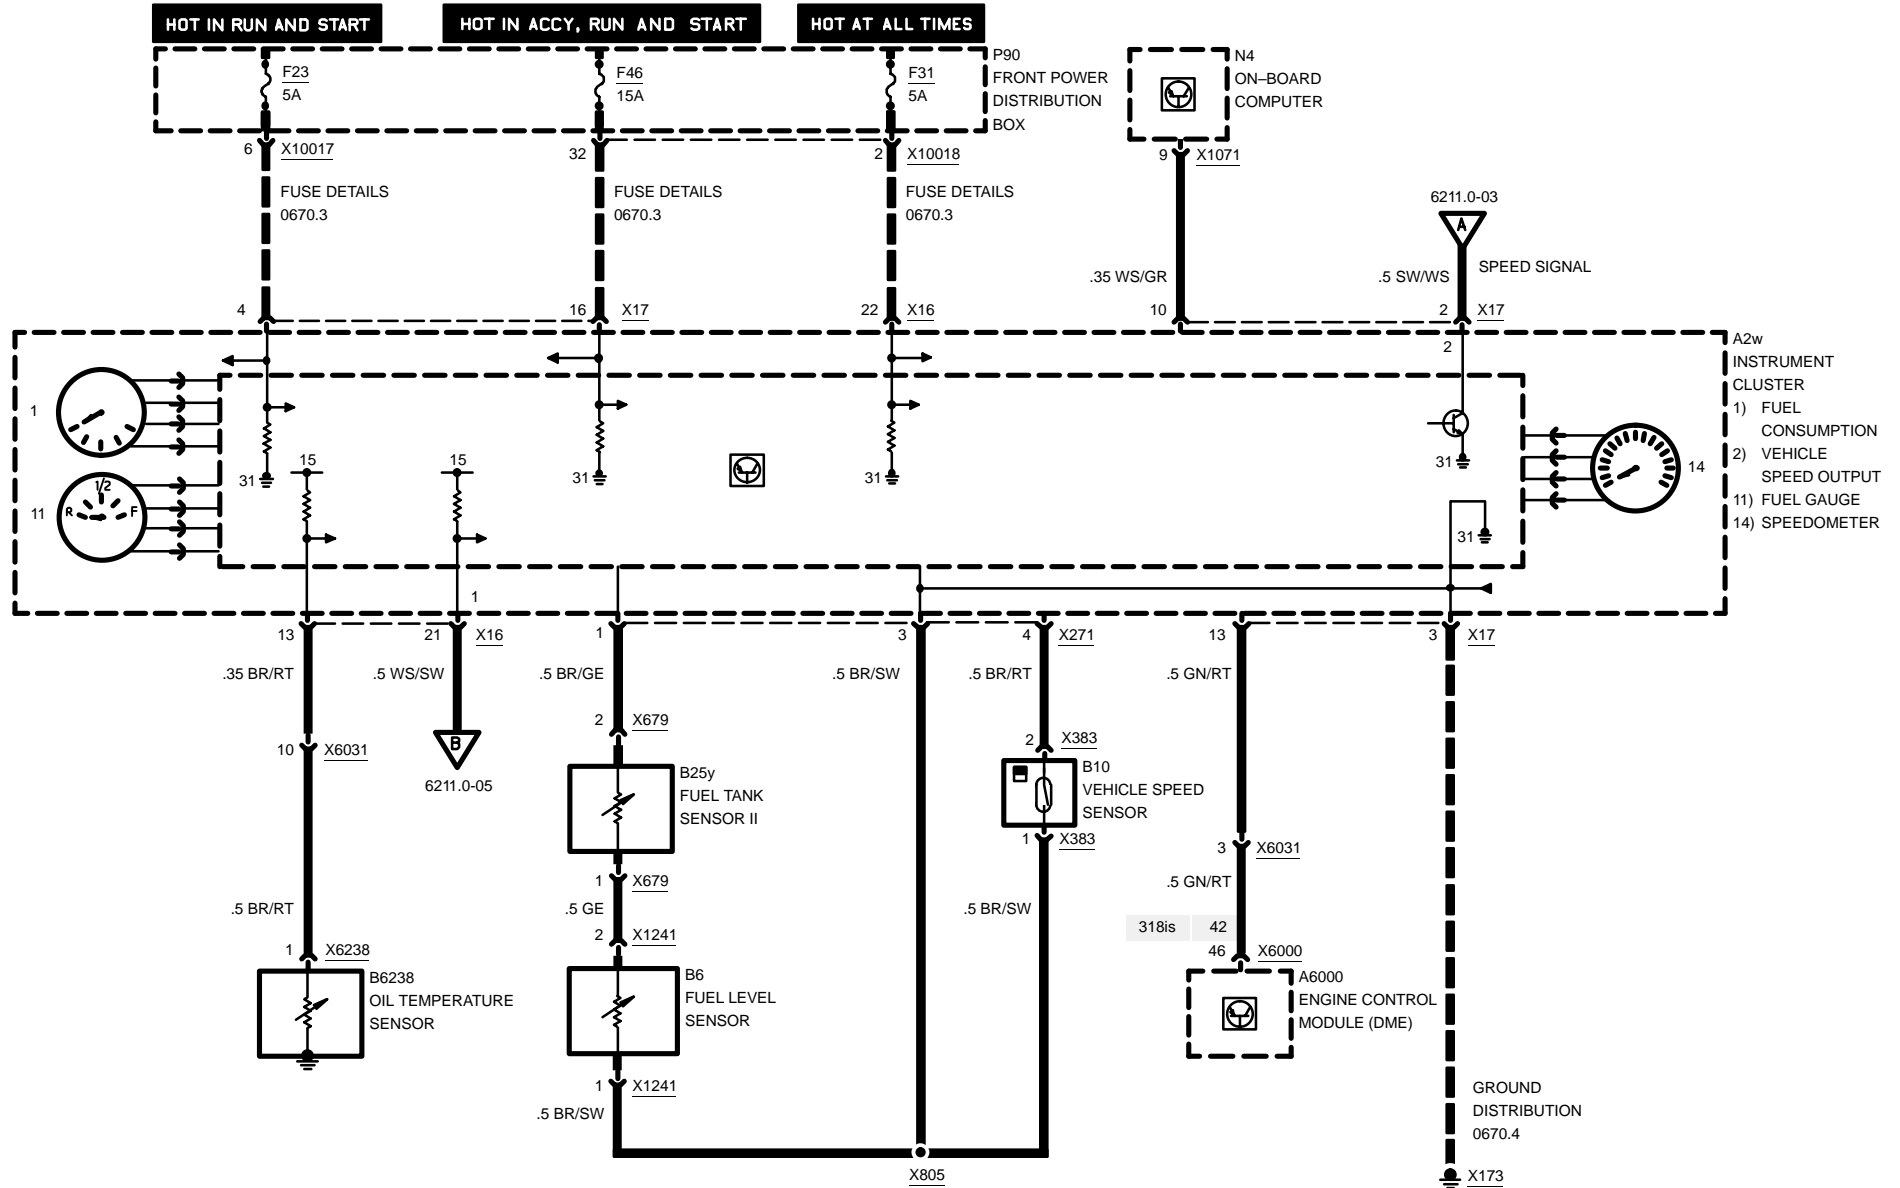 HOT IN RUN AND START
HOT IN ACCY, RUN AND START
HOT AT ALL TIMES
F23
5A
F46
15A
F31
5A
P90
FRONT POWER
DISTRIBUTION
BOX
N4
ON–BOARD
COMPUTER
6 X10017
32
2 X10018
9 X1071
FUSE DETAILS
0670.3
FUSE DETAILS
0670.3
FUSE DETAILS
0670.3
6211.0-03
A
SPEED SIGNAL
.35 WS/GR
.5 SW/WS
4
16 X17
22 X16
10
2 X17
2
A2w
INSTRUMENT
CLUSTER
1) FUEL
CONSUMPTION
2) VEHICLE
SPEED OUTPUT
11) FUEL GAUGE
14) SPEEDOMETER
1
11
R 1/2 F
31
15
15
31
31
31
31
14
1
13
21 X16
1
3
4 X271
13
3 X17
.35 BR/RT
.5 WS/SW
.5 BR/GE
.5 BR/SW
.5 BR/RT
.5 GN/RT
2 X679
10 X6031
B
6211.0-05
2 X383
B25y
FUEL TANK
SENSOR II
B10
VEHICLE SPEED
SENSOR
1 X383
3 X6031
1 X679
.5 GN/RT
.5 BR/RT
.5 GE
.5 BR/SW
318is 42
2 X1241
1 X6238
46 X6000
B6238
OIL TEMPERATURE
SENSOR
B6
FUEL LEVEL
SENSOR
A6000
ENGINE CONTROL
MODULE (DME)
1 X1241
.5 BR/SW
GROUND
DISTRIBUTION
0670.4
X805
X173